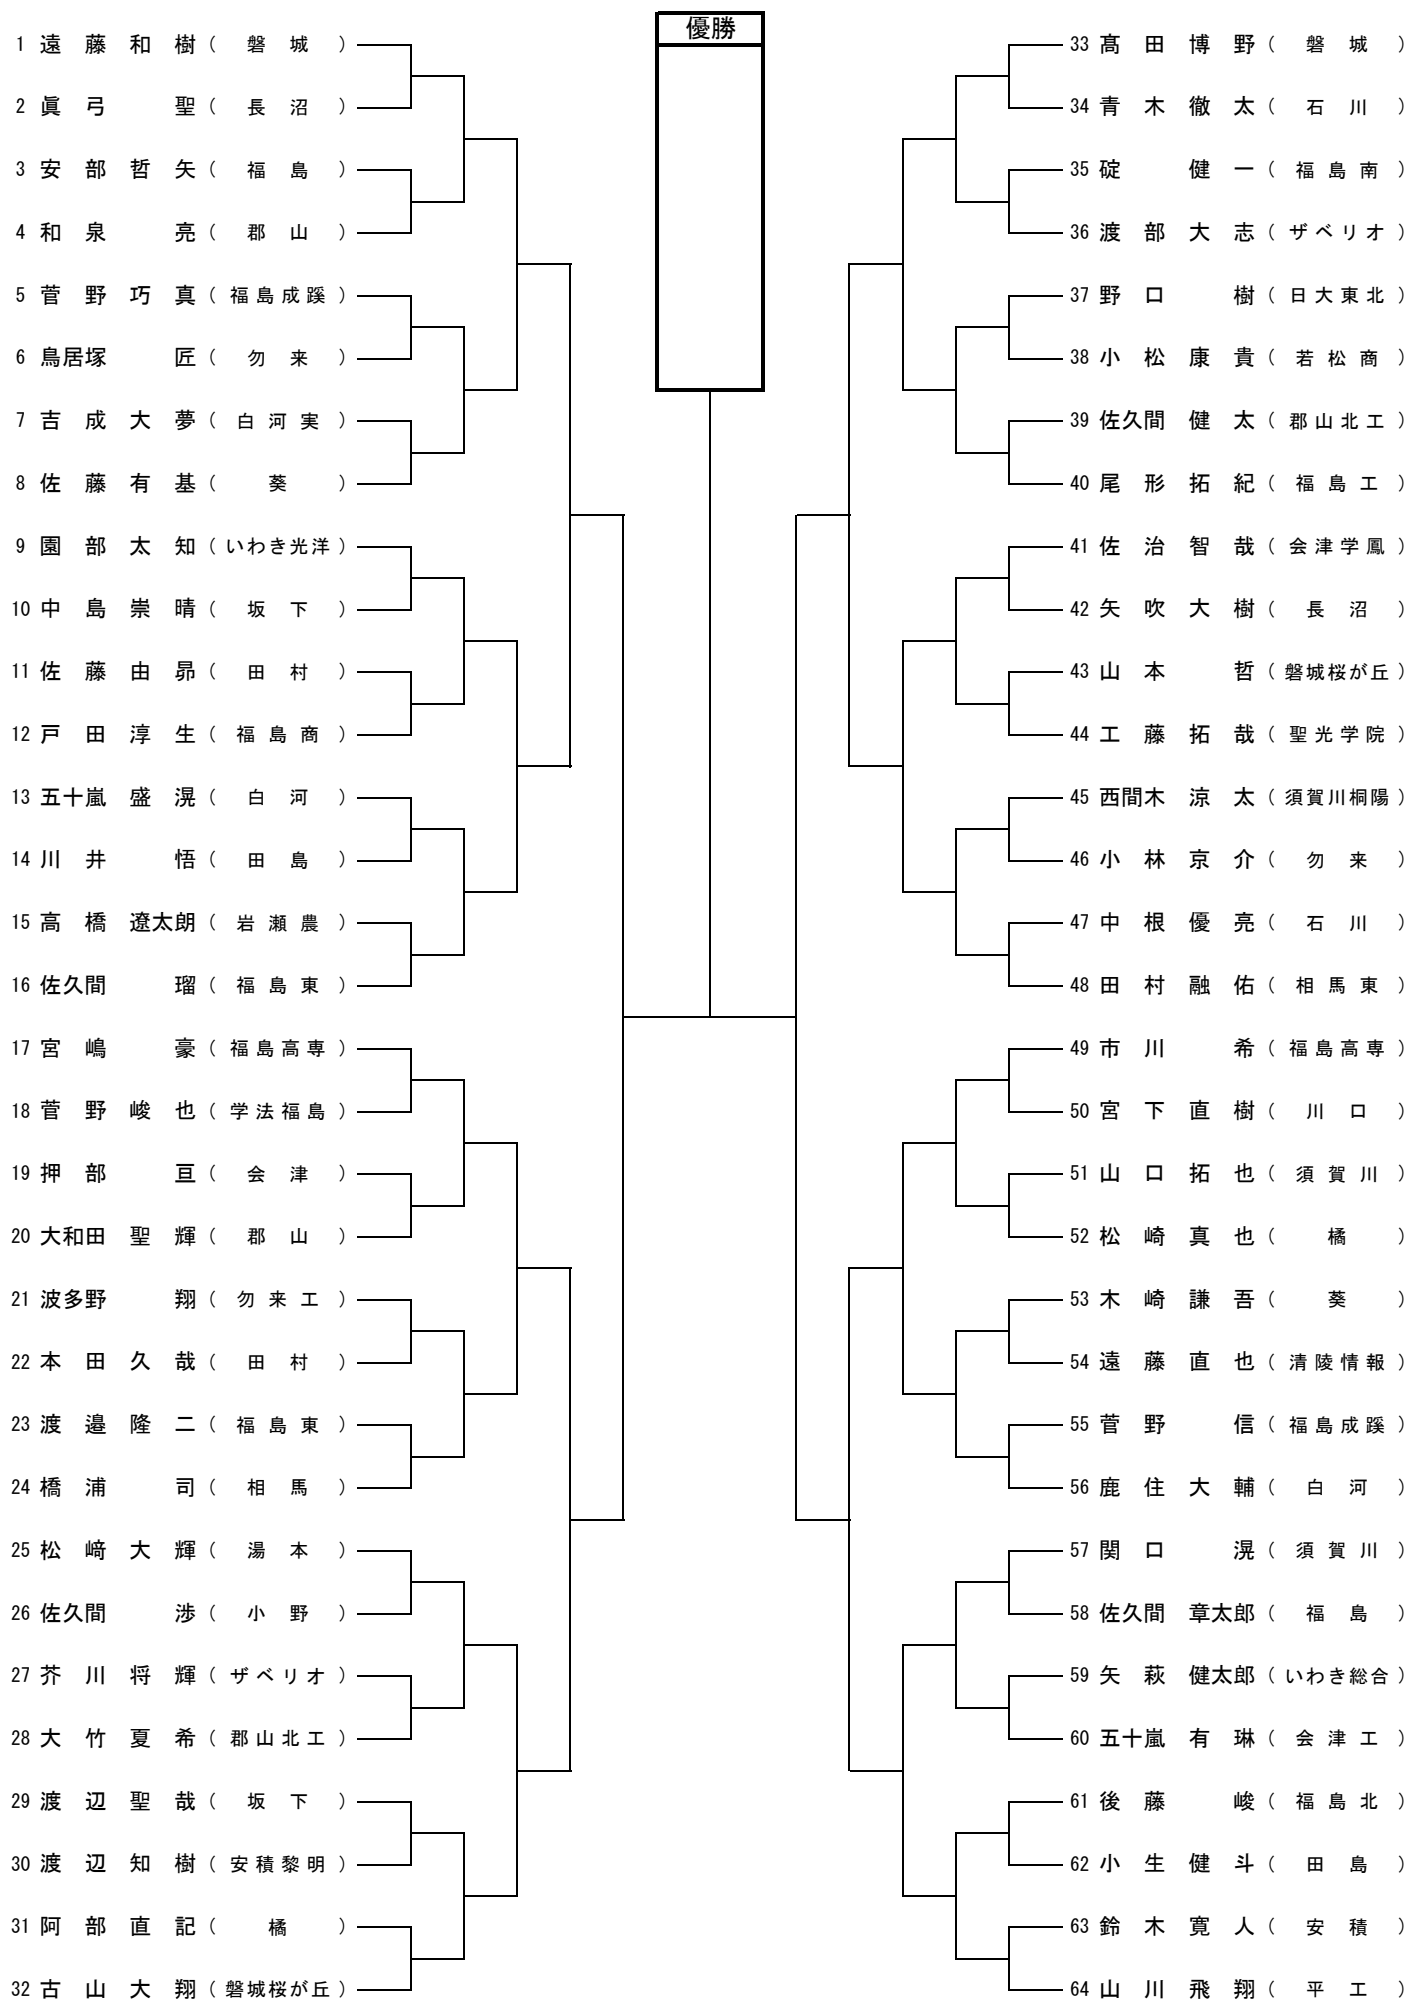 優勝
1 遠藤和樹（磐城）
2 眞弓聖（長沼）
3 安部哲矢（福島）
4 和泉亮（郡山）
5 菅野巧真（福島成蹊）
6 鳥居塚匠（勿来）
7 吉成大夢（白河実）
8 佐藤有基（葵）
9 園部太知（いわき光洋）
10 中島崇晴（坂下）
11 佐藤由昴（田村）
12 戸田淳生（福島商）
13 五十嵐盛滉（白河）
14 川井悟（田島）
15 高橋遼太朗（岩瀬農）
16 佐久間瑠（福島東）
17 宮嶋豪（福島高専）
18 菅野峻也（学法福島）
19 押部亘（会津）
20 大和田聖輝（郡山）
21 波多野翔（勿来工）
22 本田久哉（田村）
23 渡邉隆二（福島東）
24 橋浦司（相馬）
25 松﨑大輝（湯本）
26 佐久間渉（小野）
27 芥川将輝（ザベリオ）
28 大竹夏希（郡山北工）
29 渡辺聖哉（坂下）
30 渡辺知樹（安積黎明）
31 阿部直記（橘）
32 古山大翔（磐城桜が丘）
33 髙田博野（磐城）
34 青木徹太（石川）
35 碇健一（福島南）
36 渡部大志（ザベリオ）
37 野口樹（日大東北）
38 小松康貴（若松商）
39 佐久間健太（郡山北工）
40 尾形拓紀（福島工）
41 佐治智哉（会津学鳳）
42 矢吹大樹（長沼）
43 山本哲（磐城桜が丘）
44 工藤拓哉（聖光学院）
45 西間木涼太（須賀川桐陽）
46 小林京介（勿来）
47 中根優亮（石川）
48 田村融佑（相馬東）
49 市川希（福島高専）
50 宮下直樹（川口）
51 山口拓也（須賀川）
52 松崎真也（橘）
53 木崎謙吾（葵）
54 遠藤直也（清陵情報）
55 菅野信（福島成蹊）
56 鹿住大輔（白河）
57 関口滉（須賀川）
58 佐久間章太郎（福島）
59 矢萩健太郎（いわき総合）
60 五十嵐有琳（会津工）
61 後藤峻（福島北）
62 小生健斗（田島）
63 鈴木寛人（安積）
64 山川飛翔（平工）